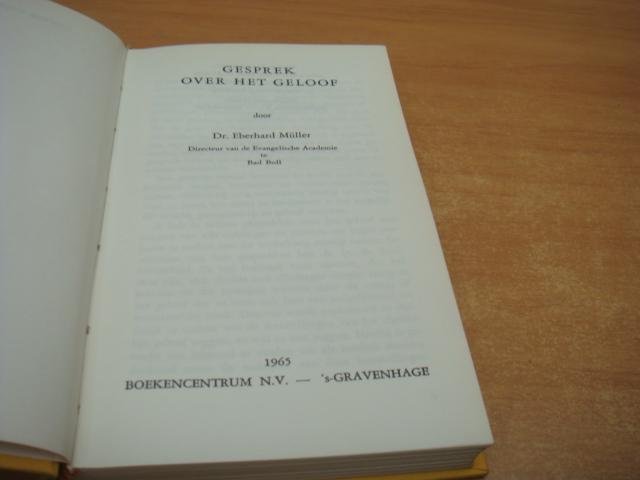 GESPREK
OVER HET GELOOF
door
Dr. Eberhard Müller
Directeur van de Evangelische Academie
te
Bad Boll
1965
BOEKENCENTRUM N.V. — 's-GRAVENHAGE